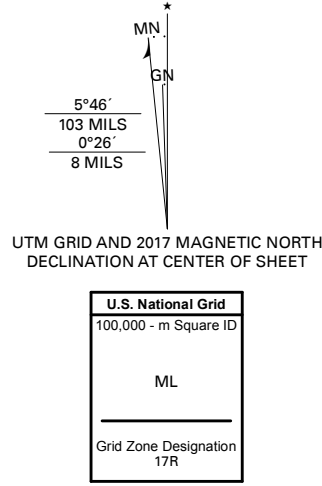 ★
MN
GN
5°46´
103 MILS
0°26´
8 MILS
UTM GRID AND 2017 MAGNETIC NORTH
DECLINATION AT CENTER OF SHEET
U.S. National Grid
100,000 - m Square ID
ML
Grid Zone Designation
17R